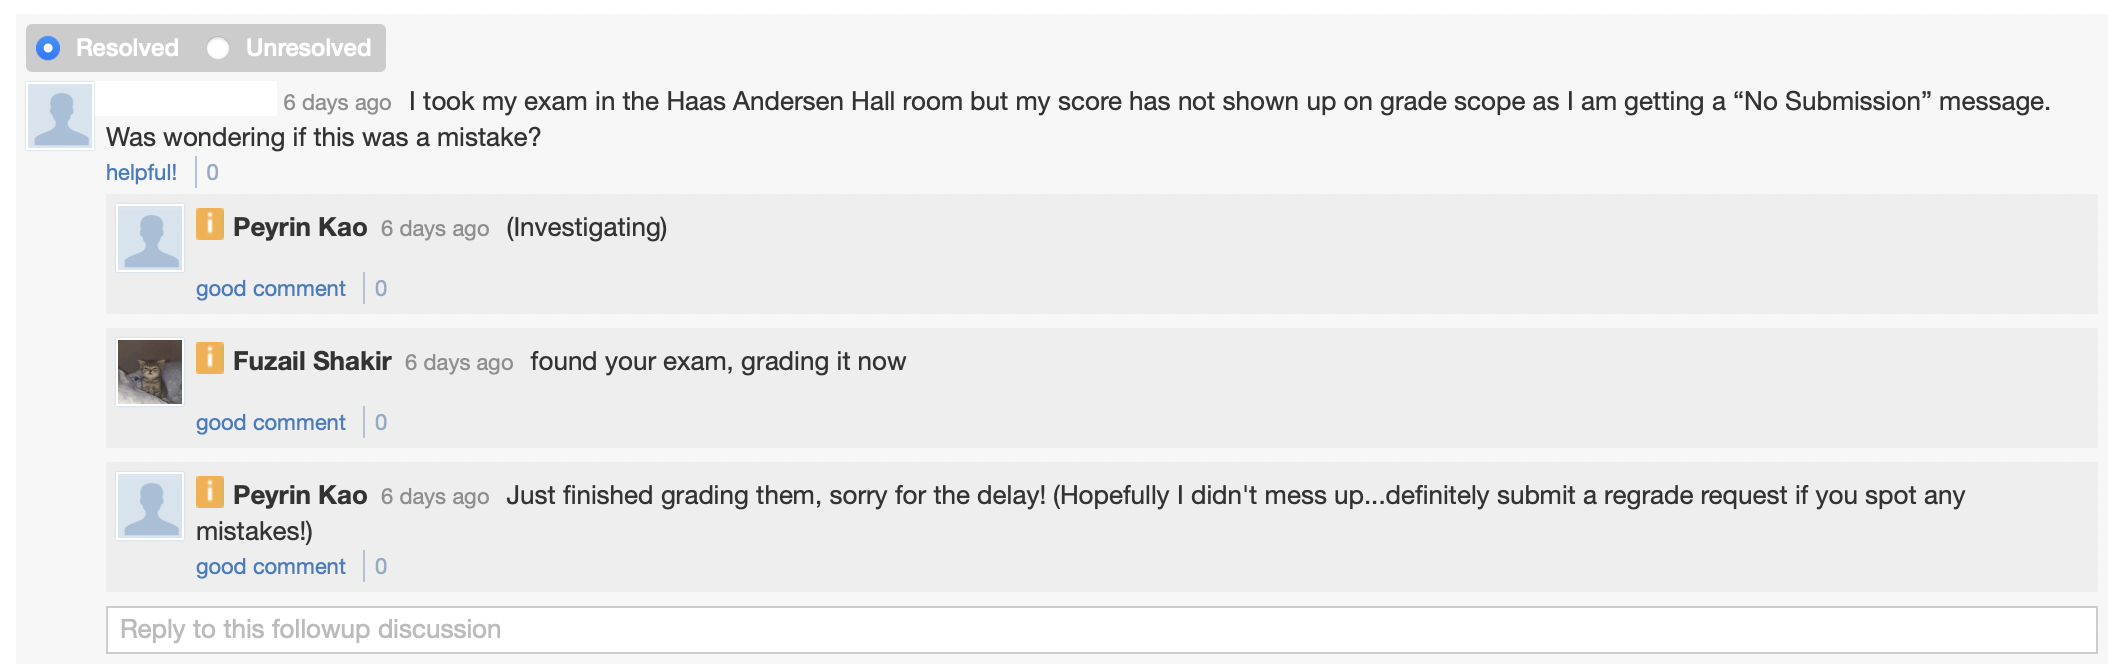 Resolved Unresolved
6 days ago I took my exam in the Haas Andersen Hall room but my score has not shown up on grade scope as I am getting a “No Submission” message.
Was wondering if this was a mistake?
helpful! 0
i Peyrin Kao 6 days ago (Investigating)
good comment 0
i Fuzail Shakir 6 days ago found your exam, grading it now
good comment 0
i Peyrin Kao 6 days ago Just finished grading them, sorry for the delay! (Hopefully I didn't mess up...definitely submit a regrade request if you spot any
mistakes!)
good comment 0
Reply to this followup discussion